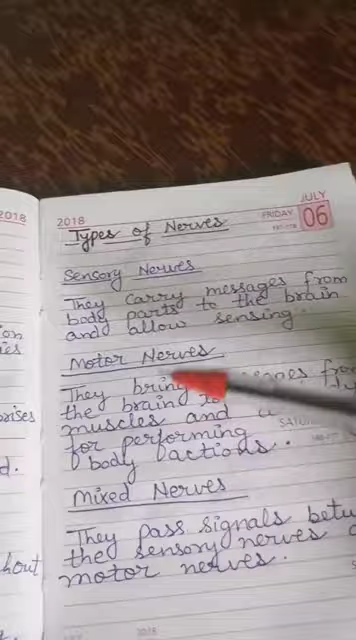 2018
2018
FRIDAY
JULY
06
Types of Nerves
Sensory Nerves
They carry messages from
body parts to the brain
and allow sensing.
Motor Nerves
They bring
the brain to
muscles and
for performing
body actions.
Mixed Nerves
They pass signals
the sensory nerves
motor nerves.
d.
2018